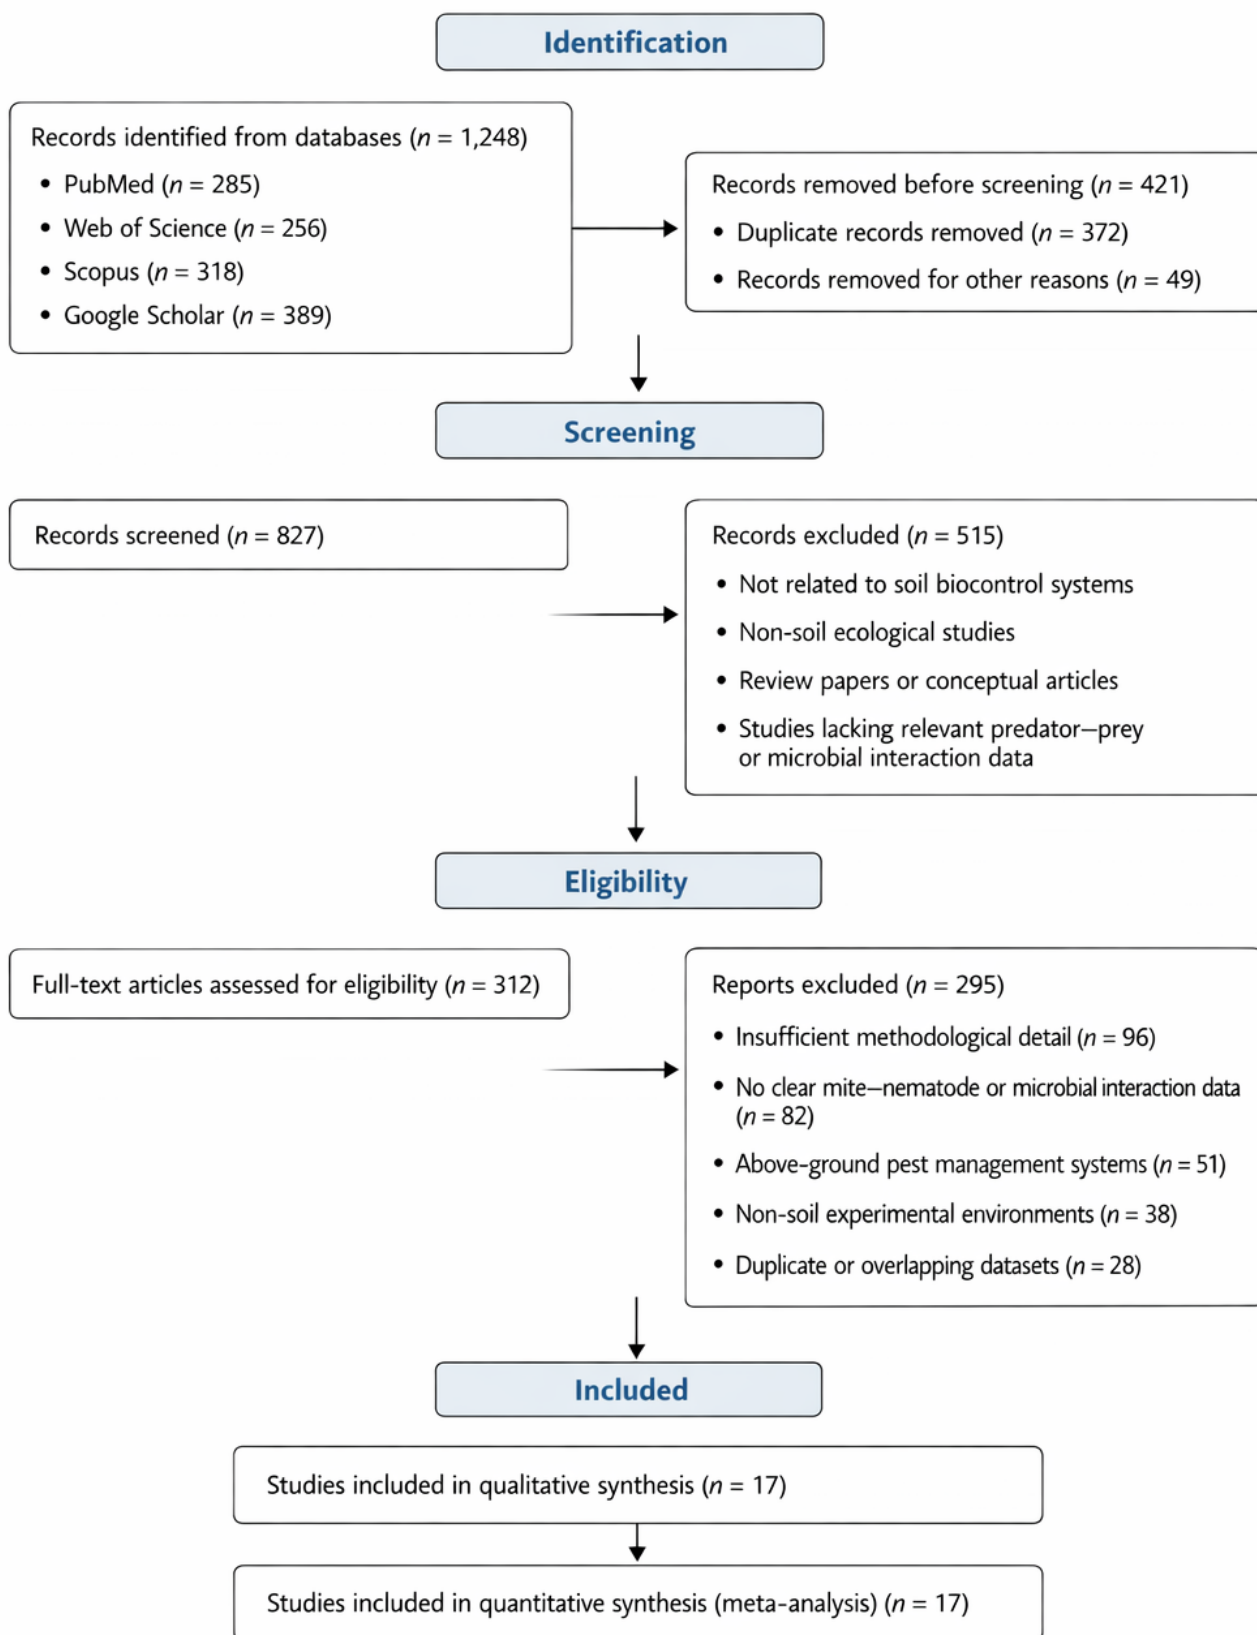 Identification
Records identified from databases (n = 1,248)
• PubMed (n = 285)
• Web of Science (n = 256)
• Scopus (n = 318)
• Google Scholar (n = 389)
Records removed before screening (n = 421)
• Duplicate records removed (n = 372)
• Records removed for other reasons (n = 49)
Screening
Records screened (n = 827)
Records excluded (n = 515)
• Not related to soil biocontrol systems
• Non-soil ecological studies
• Review papers or conceptual articles
• Studies lacking relevant predator–prey
or microbial interaction data
Eligibility
Full-text articles assessed for eligibility (n = 312)
Reports excluded (n = 295)
• Insufficient methodological detail (n = 96)
• No clear mite–nematode or microbial interaction data
(n = 82)
• Above-ground pest management systems (n = 51)
• Non-soil experimental environments (n = 38)
• Duplicate or overlapping datasets (n = 28)
Included
Studies included in qualitative synthesis (n = 17)
Studies included in quantitative synthesis (meta-analysis) (n = 17)